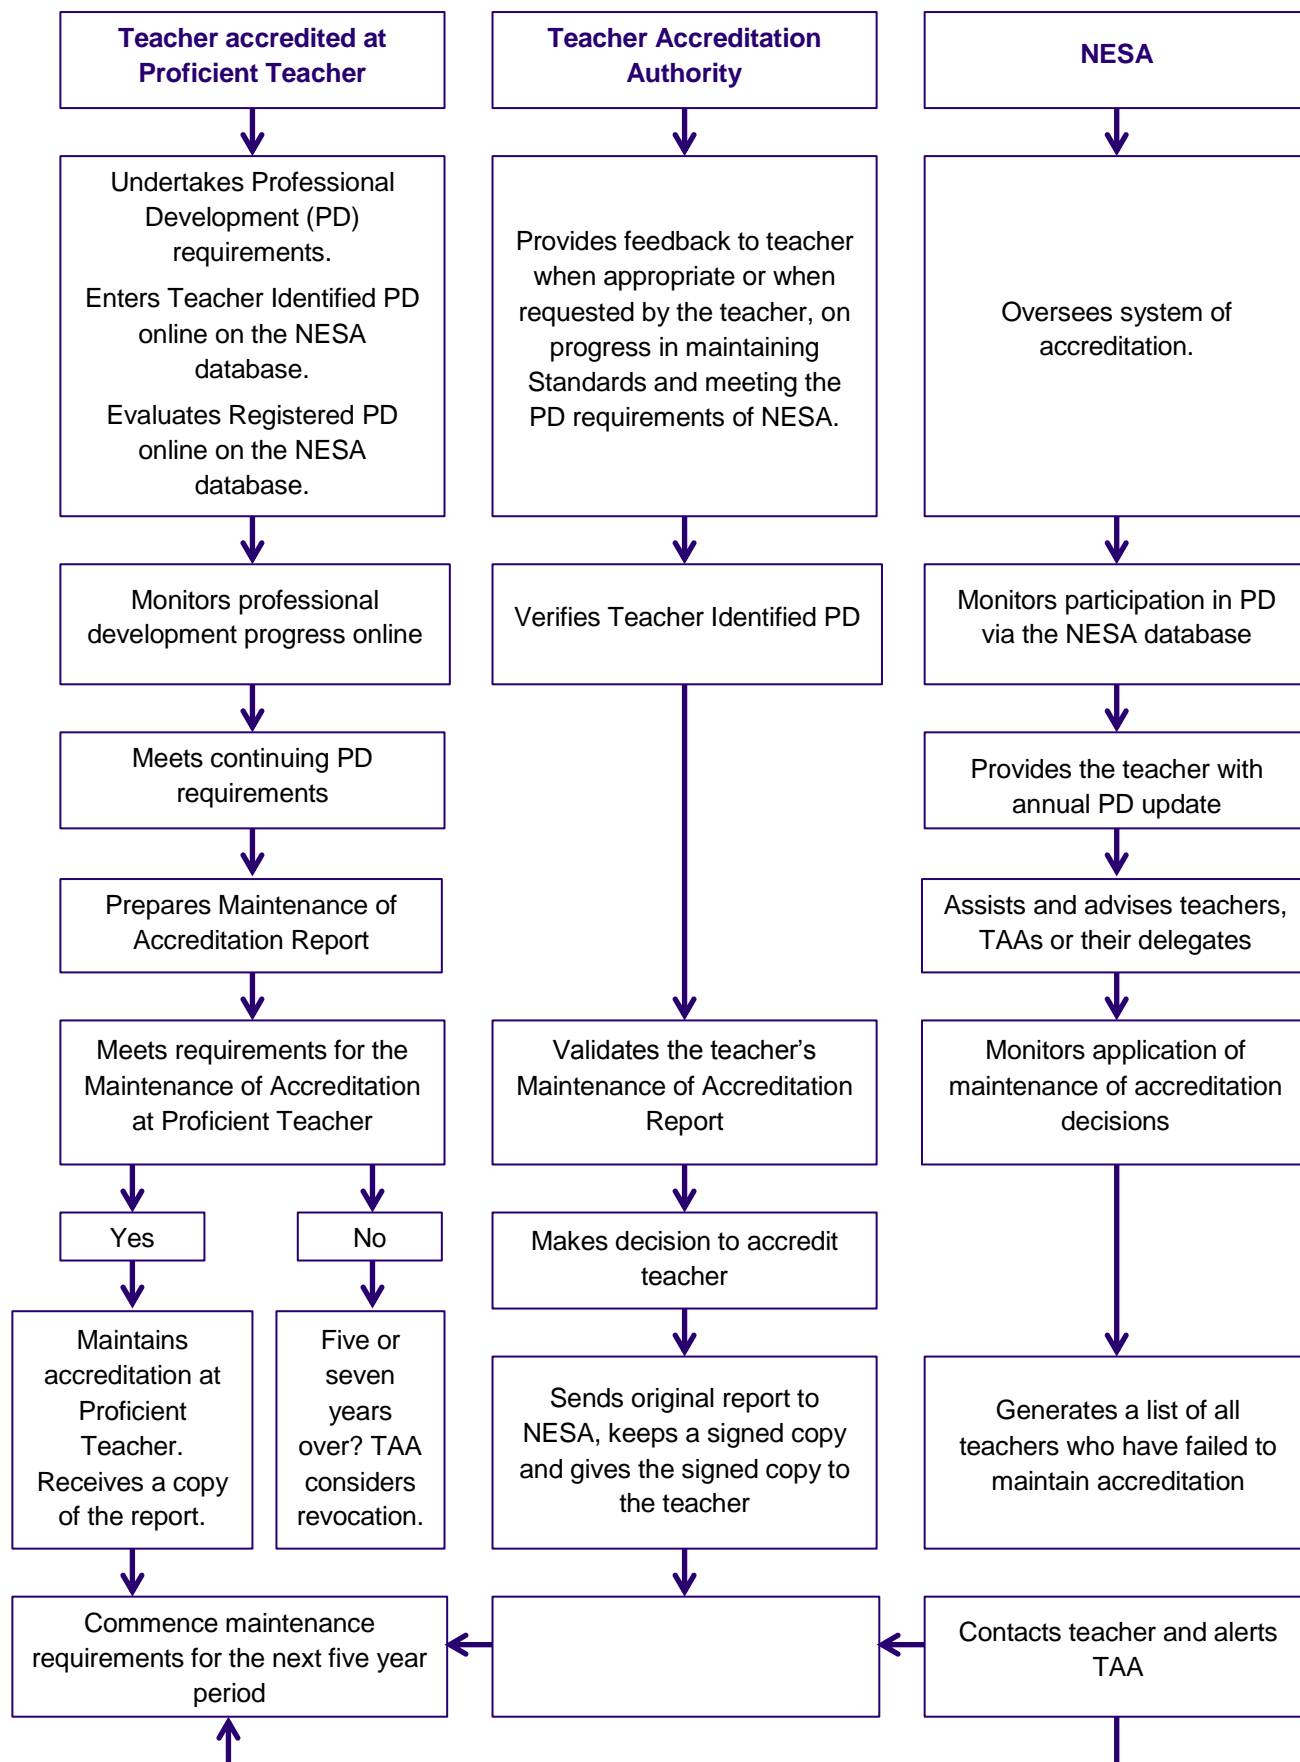 Teacher accredited at
Proficient Teacher
Teacher Accreditation
Authority
NESA
Undertakes Professional
Development (PD)
requirements.
Enters Teacher Identified PD
online on the NESA
database.
Evaluates Registered PD
online on the NESA
database.
Provides feedback to teacher
when appropriate or when
requested by the teacher, on
progress in maintaining
Standards and meeting the
PD requirements of NESA.
Oversees system of
accreditation.
Monitors professional
development progress online
Verifies Teacher Identified PD
Monitors participation in PD
via the NESA database
Meets continuing PD
requirements
Provides the teacher with
annual PD update
Prepares Maintenance of
Accreditation Report
Assists and advises teachers,
TAAs or their delegates
Meets requirements for the
Maintenance of Accreditation
at Proficient Teacher
Validates the teacher’s
Maintenance of Accreditation
Report
Monitors application of
maintenance of accreditation
decisions
Yes
No
Makes decision to accredit
teacher
Maintains
accreditation at
Proficient
Teacher.
Receives a copy
of the report.
Five or
seven
years
over? TAA
considers
revocation.
Sends original report to
NESA, keeps a signed copy
and gives the signed copy to
the teacher
Generates a list of all
teachers who have failed to
maintain accreditation
Commence maintenance
requirements for the next five year
period
Contacts teacher and alerts
TAA